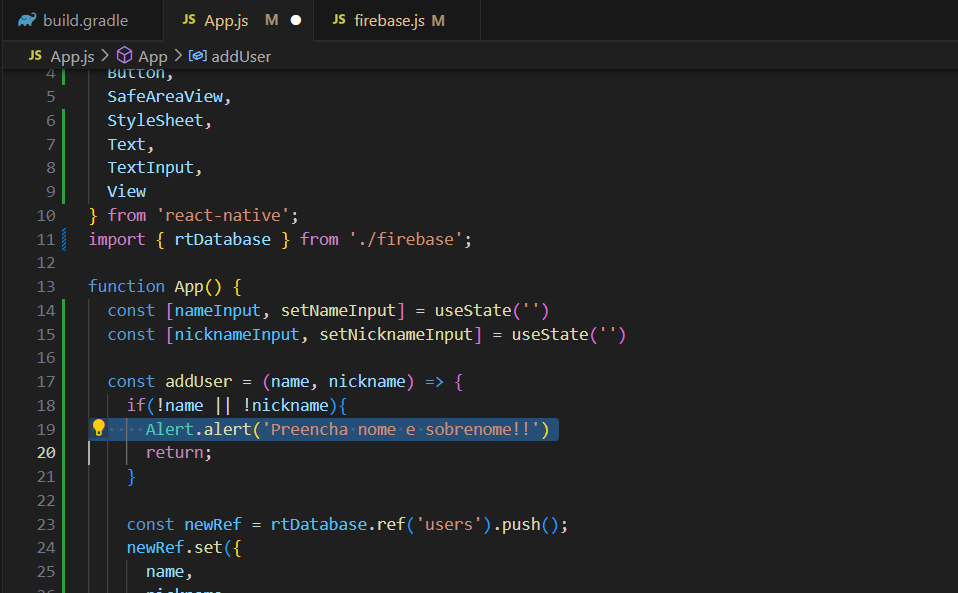 build.gradle JS App.js M JS firebase.js M
JS App.js > App > addUser
4 Button,
5 SafeAreaView,
6 StyleSheet,
7 Text,
8 TextInput,
9 View
10 } from 'react-native';
11 import { rtDatabase } from './firebase';
12
13 function App() {
14 const [nameInput, setNameInput] = useState('')
15 const [nicknameInput, setNicknameInput] = useState('')
16
17 const addUser = (name, nickname) => {
18 if(!name || !nickname){
19 Alert.alert('Preencha nome e sobrenome!!')
20 return;
21 }
22
23 const newRef = rtDatabase.ref('users').push();
24 newRef.set({
25 name,